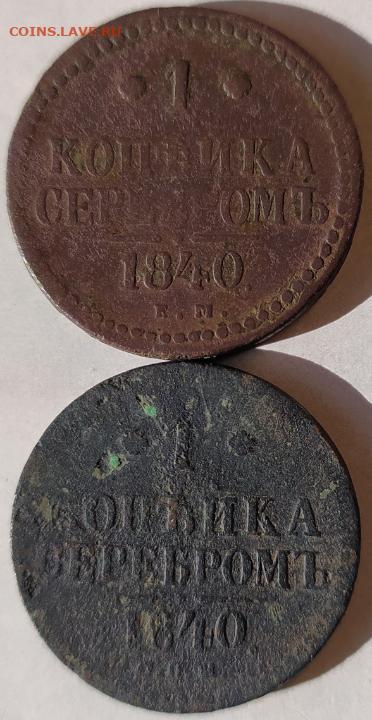 COINS.LAVE.RU
1
КОПѢЙКА
СЕРЕБРОМЪ
1840.
Е.М.
1
КОПѢЙКА
СЕРЕБРОМЪ
1840.